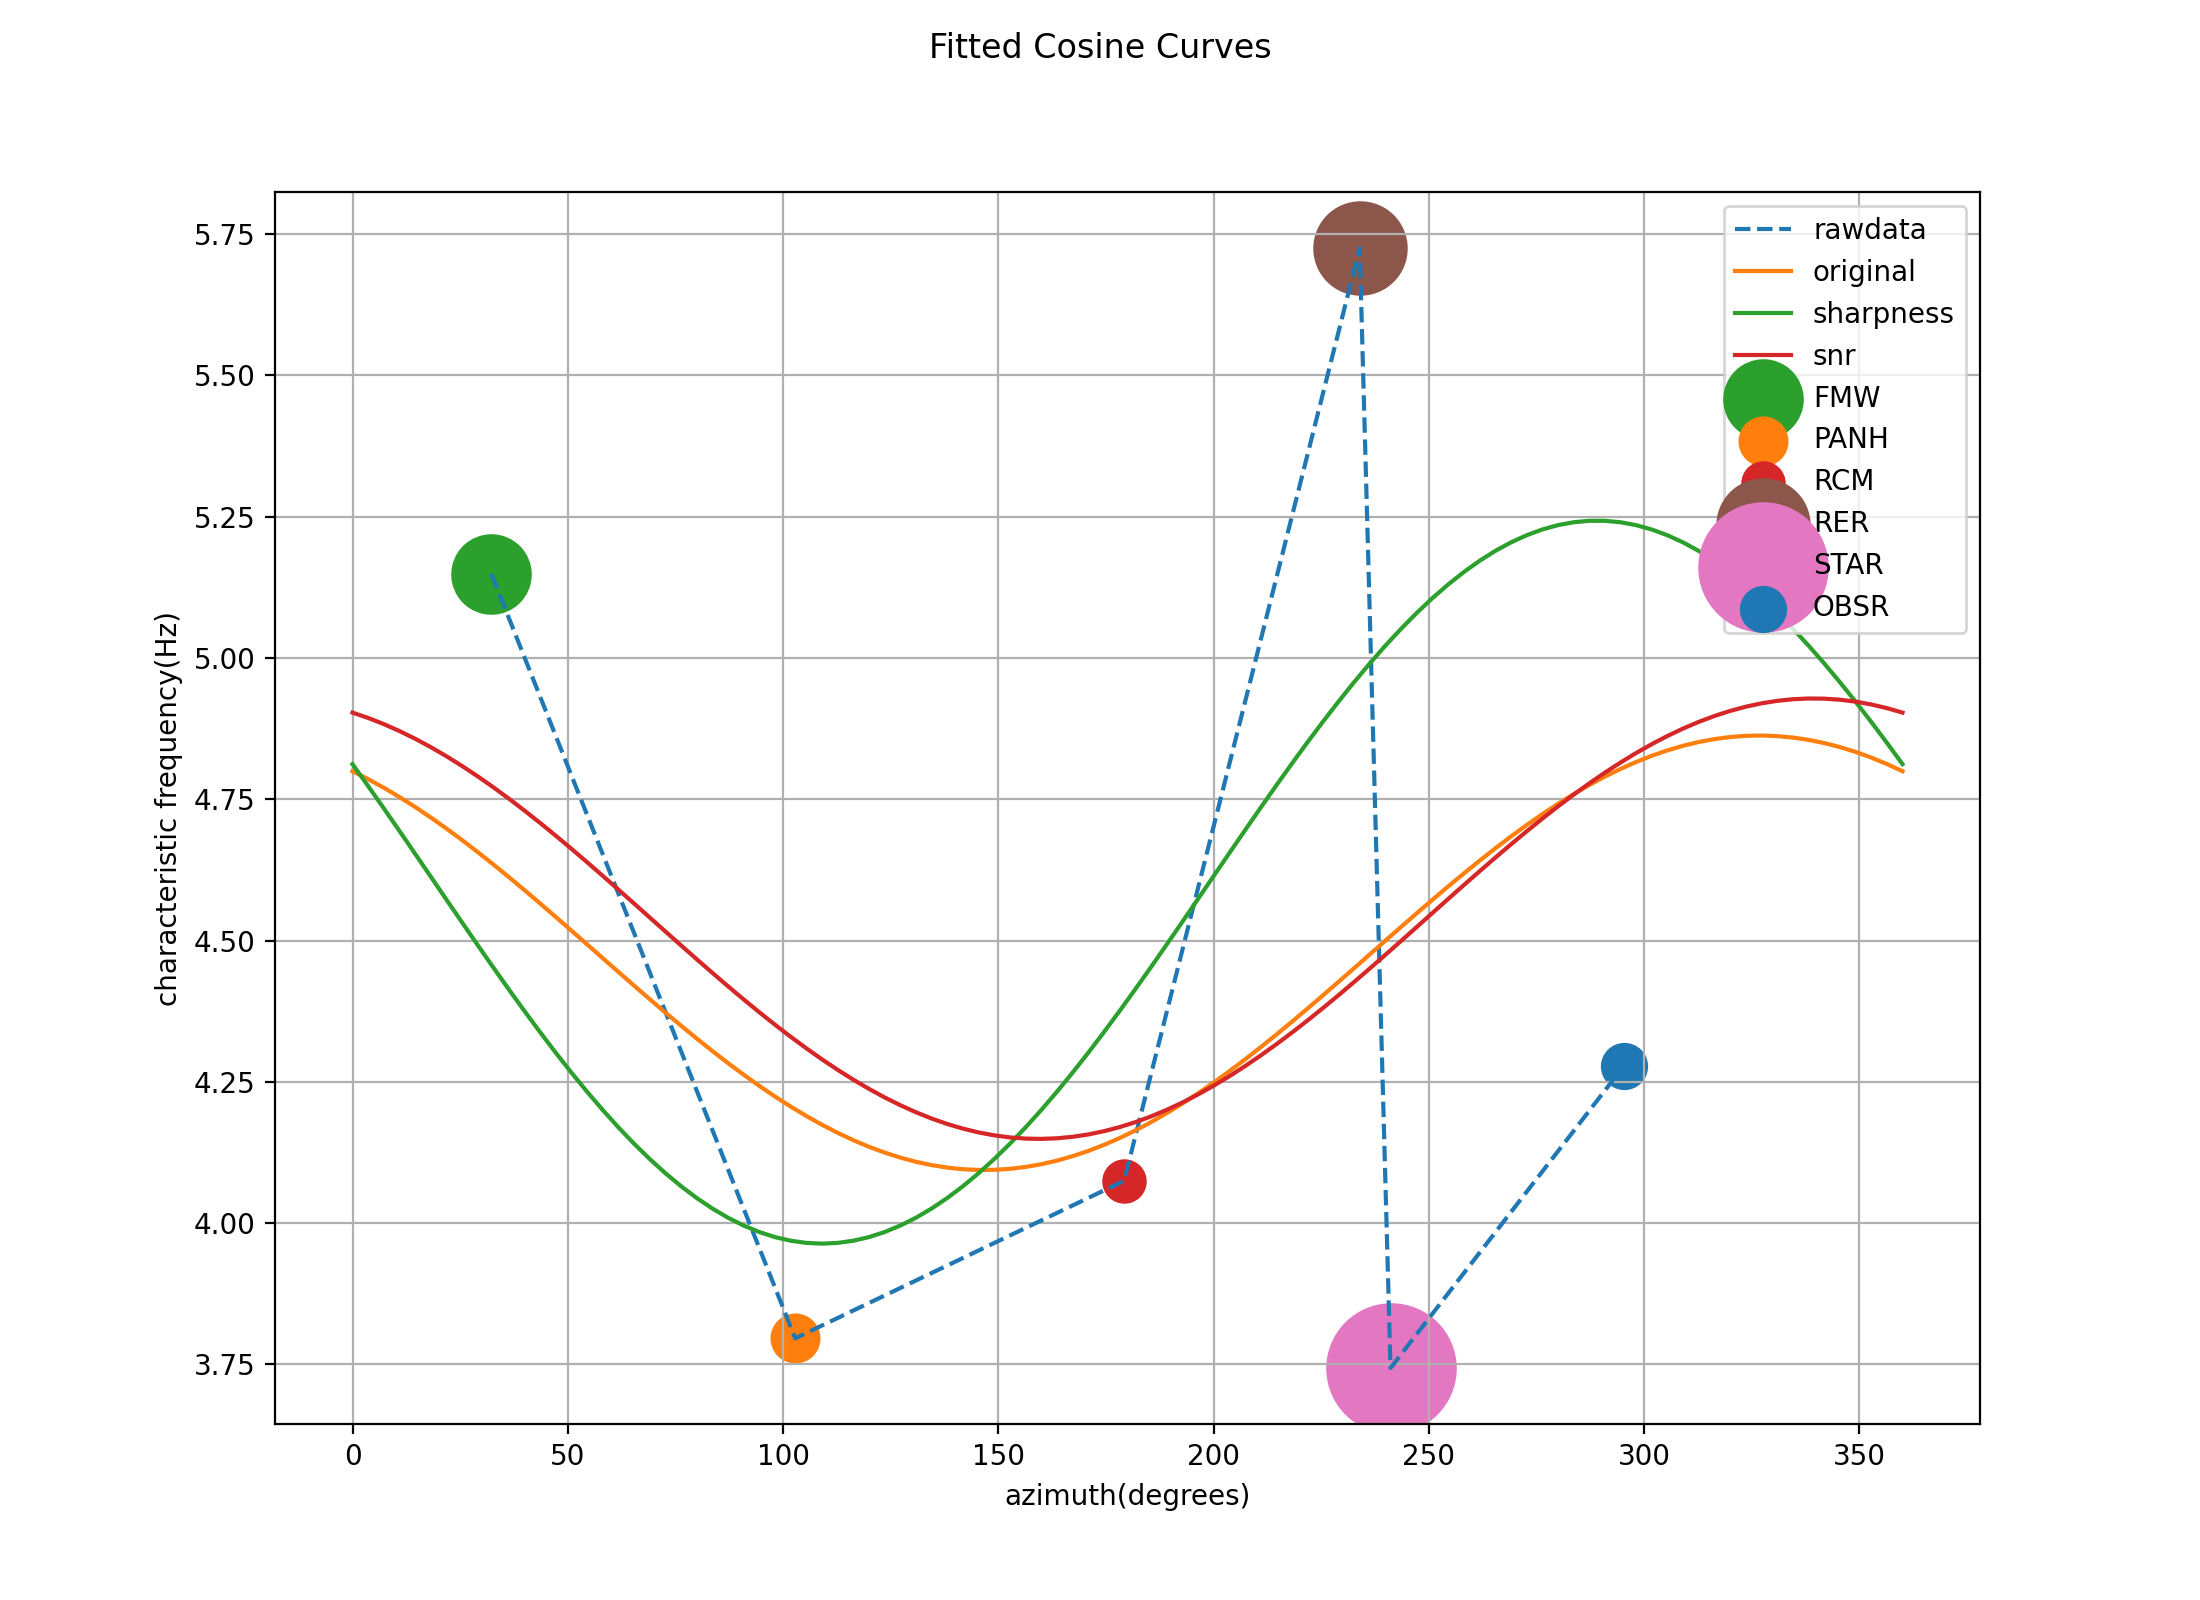 Fitted Cosine Curves
characteristic frequency(Hz)
5.75
5.50
5.25
5.00
4.75
4.50
4.25
4.00
3.75
rawdata
original
sharpness
snr
FMW
PANH
RCM
RER
STAR
OBSR
0 50 100 150 200 250 300 350
azimuth(degrees)